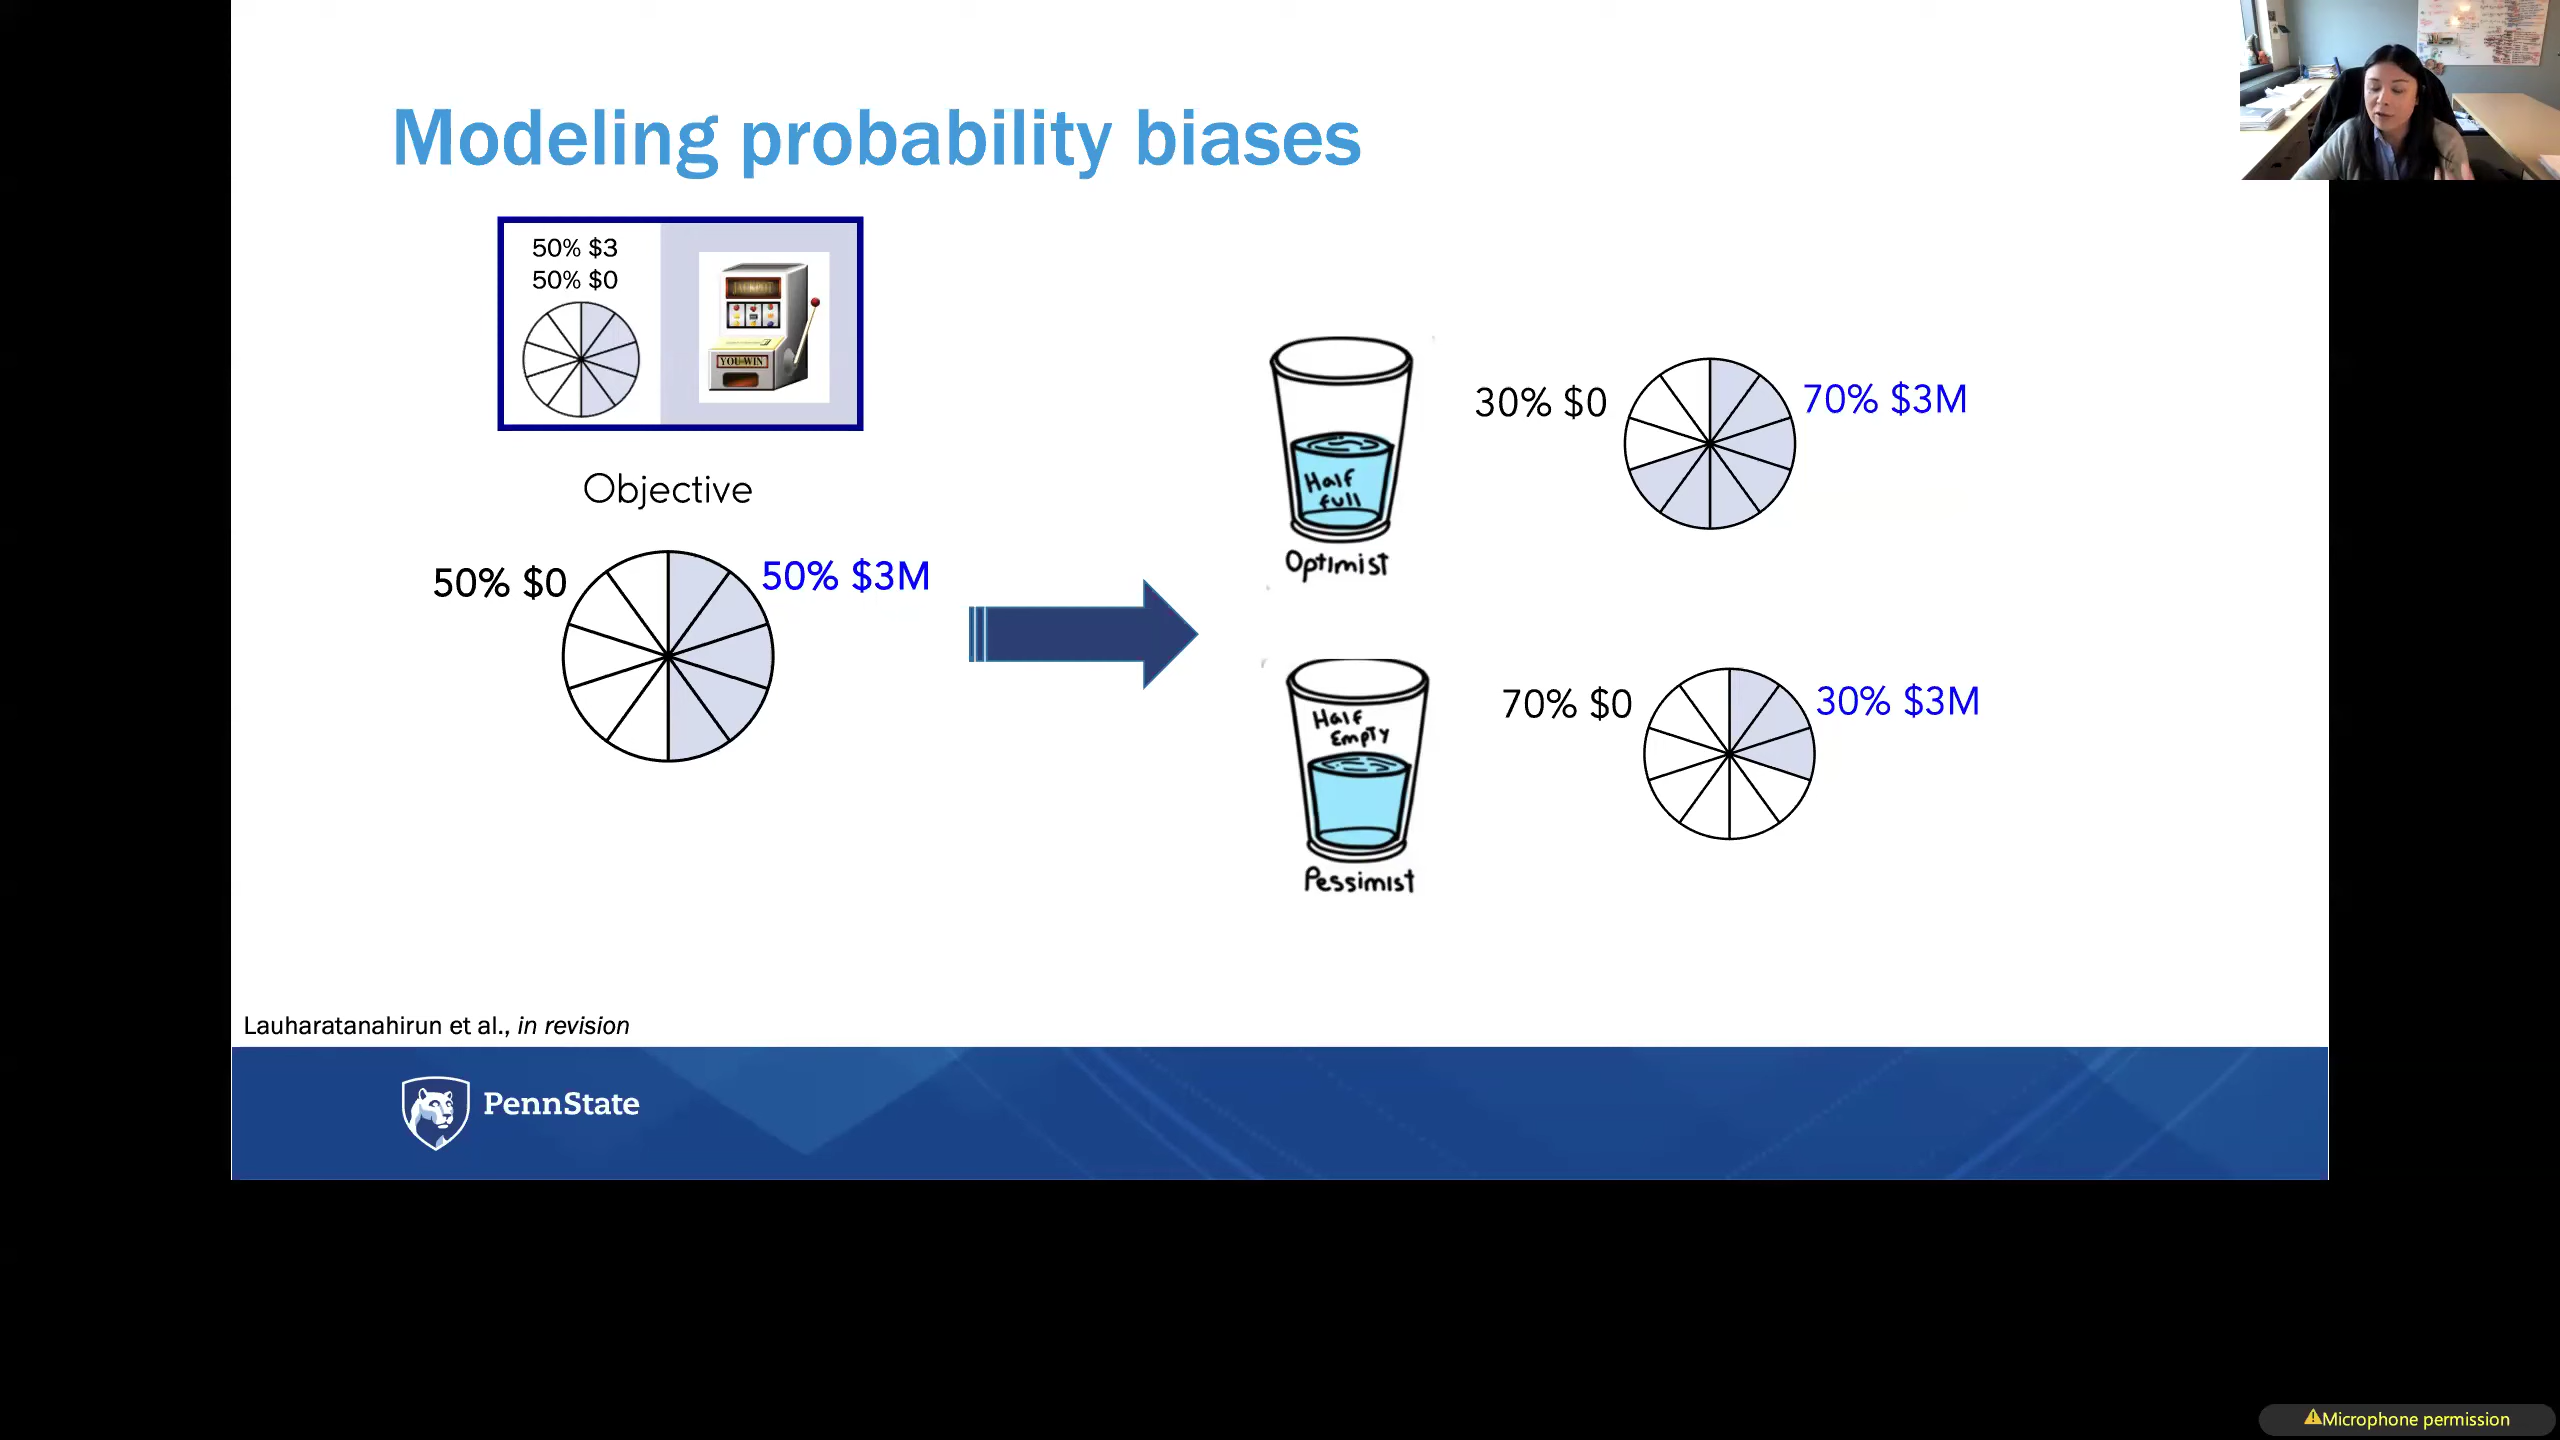 Modeling probability biases
50% $3
50% $0
YOU WIN
Objective
50% $0
50% $3M
Half
full
Optimist
30% $0
70% $3M
Half
Empty
Pessimist
70% $0
30% $3M
Lauharatanahirun et al., in revision
PennState
Microphone permission